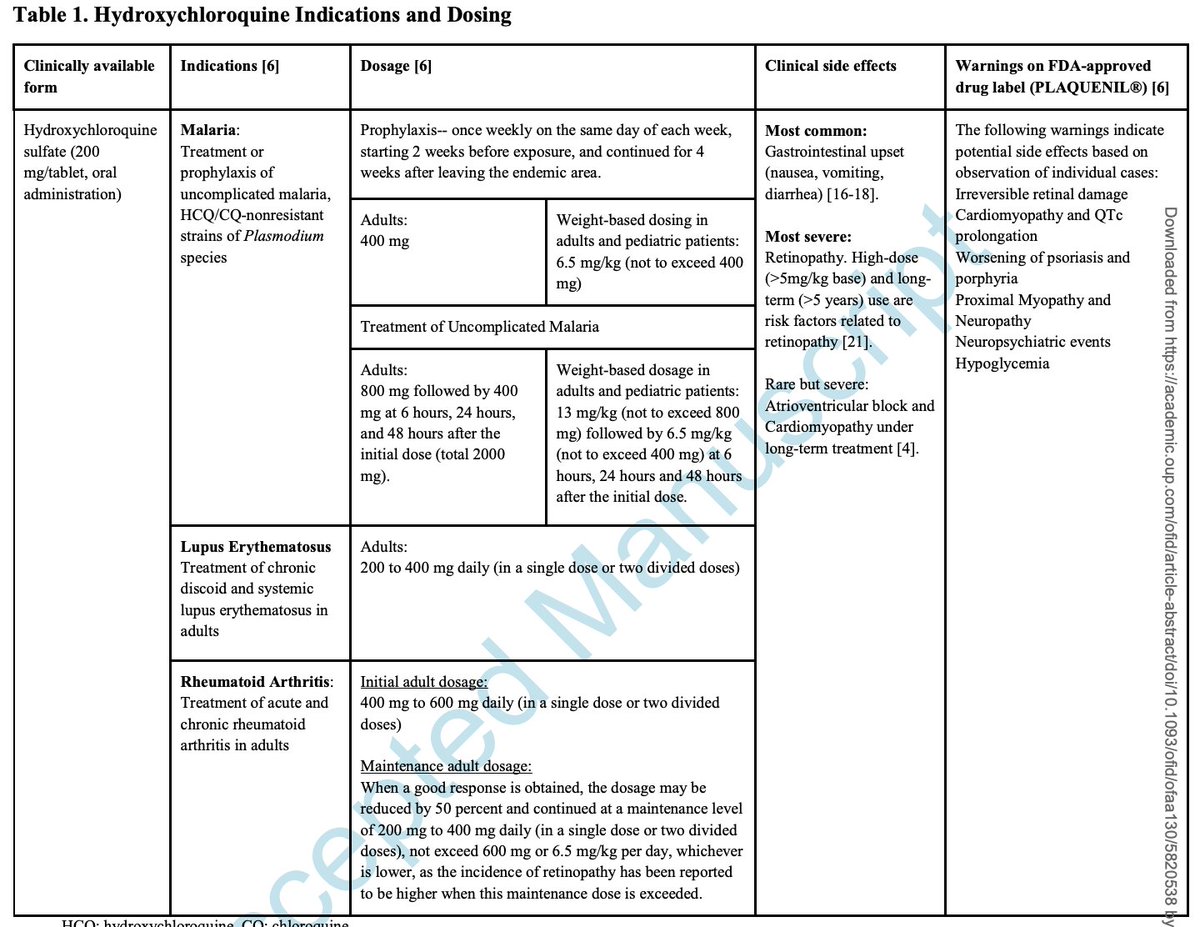 Table 1. Hydroxychloroquine Indications and Dosing
Clinically available
form
Indications [6]
Dosage [6]
Clinical side effects
Warnings on FDA-approved
drug label (PLAQUENIL®) [6]
Hydroxychloroquine
sulfate (200
mg/tablet, oral
administration)
Malaria:
Treatment or
prophylaxis of
uncomplicated malaria,
HCQ/CQ-nonresistant
strains of Plasmodium
species
Prophylaxis-- once weekly on the same day of each week,
starting 2 weeks before exposure, and continued for 4
weeks after leaving the endemic area.
Adults:
400 mg
Weight-based dosing in
adults and pediatric patients:
6.5 mg/kg (not to exceed 400
mg)
Treatment of Uncomplicated Malaria
Adults:
800 mg followed by 400
mg at 6 hours, 24 hours,
and 48 hours after the
initial dose (total 2000
mg).
Weight-based dosage in
adults and pediatric patients:
13 mg/kg (not to exceed 800
mg) followed by 6.5 mg/kg
(not to exceed 400 mg) at 6
hours, 24 hours and 48 hours
after the initial dose.
Most common:
Gastrointestinal upset
(nausea, vomiting,
diarrhea) [16-18].
Most severe:
Retinopathy. High-dose
(>5mg/kg base) and long-
term (>5 years) use are
risk factors related to
retinopathy [21].
Rare but severe:
Atrioventricular block and
Cardiomyopathy under
long-term treatment [4].
The following warnings indicate
potential side effects based on
observation of individual cases:
Irreversible retinal damage
Cardiomyopathy and QTc
prolongation
Worsening of psoriasis and
porphyria
Proximal Myopathy and
Neuropathy
Neuropsychiatric events
Hypoglycemia
Lupus Erythematosus
Treatment of chronic
discoid and systemic
lupus erythematosus in
adults
Adults:
200 to 400 mg daily (in a single dose or two divided doses)
Rheumatoid Arthritis:
Treatment of acute and
chronic rheumatoid
arthritis in adults
Initial adult dosage:
400 mg to 600 mg daily (in a single dose or two divided
doses)
Maintenance adult dosage:
When a good response is obtained, the dosage may be
reduced by 50 percent and continued at a maintenance level
of 200 mg to 400 mg daily (in a single dose or two divided
doses), not exceed 600 mg or 6.5 mg/kg per day, whichever
is lower, as the incidence of retinopathy has been reported
to be higher when this maintenance dose is exceeded.
HCQ: hydroxychloroquine, CQ: chloroquine
cepted Manuscript
Downloaded from https://academic.oup.com/ofid/article-abstract/doi/10.1093/ofid/ofaa130/5820538 by